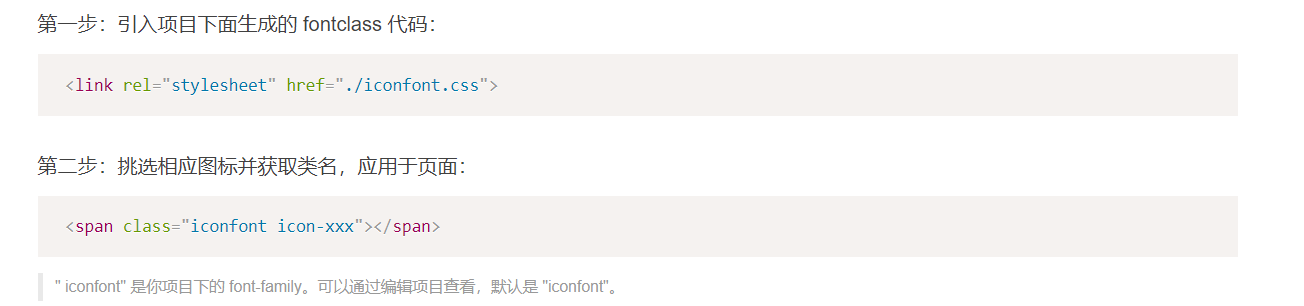 第一步：引入项目下面生成的 fontclass 代码：
<link rel="stylesheet" href="./iconfont.css">
第二步：挑选相应图标并获取类名，应用于页面：
<span class="iconfont icon-xxx"></span>
" iconfont" 是你项目下的 font-family。可以通过编辑项目查看，默认是 "iconfont"。